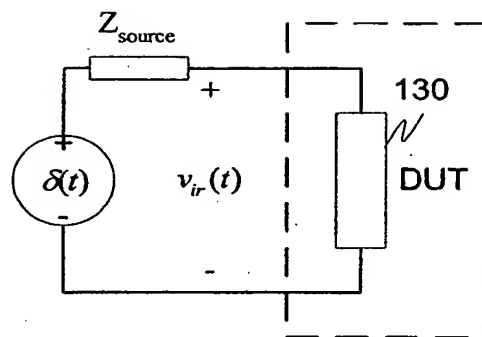 Z_source
+
130
+
δ(t)
v_ir(t)
DUT
-
-